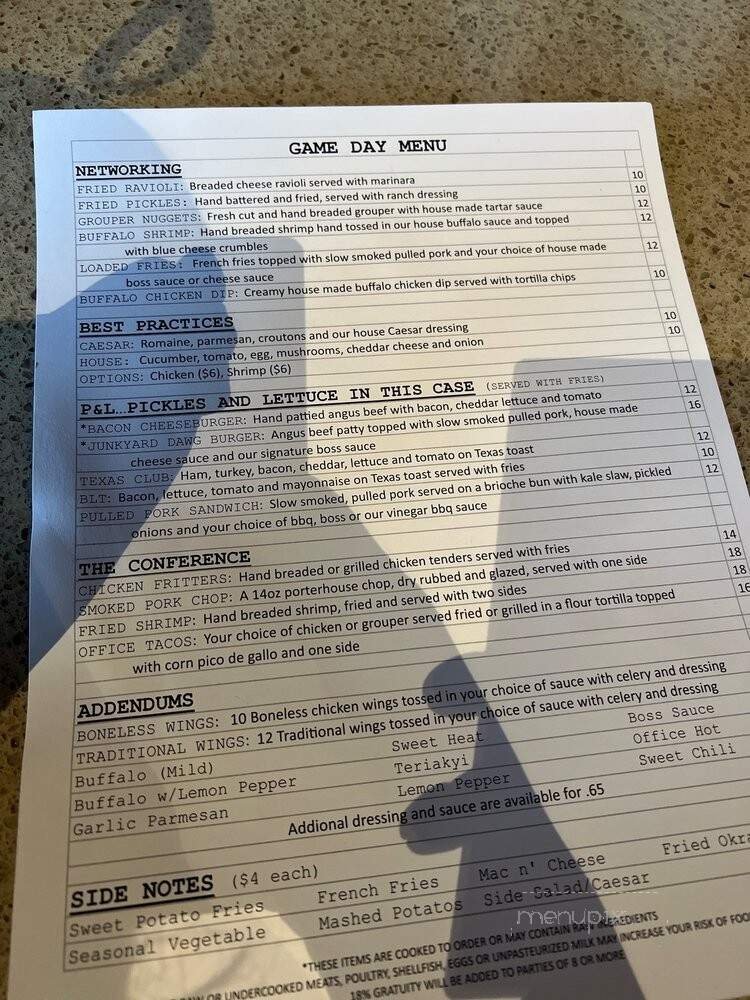 GAME DAY MENU
NETWORKING
FRIED RAVIOLI: Breaded cheese ravioli served with marinara 10
FRIED PICKLES: Hand battered and fried, served with ranch dressing 10
GROUPER NUGGETS: Fresh cut and hand breaded grouper with house made tartar sauce 12
BUFFALO SHRIMP: Hand breaded shrimp hand tossed in our house buffalo sauce and topped 12
with blue cheese crumbles
LOADED FRIES: French fries topped with slow smoked pulled pork and your choice of house made 12
boss sauce or cheese sauce
BUFFALO CHICKEN DIP: Creamy house made buffalo chicken dip served with tortilla chips 10
BEST PRACTICES
CAESAR: Romaine, parmesan, croutons and our house Caesar dressing 10
HOUSE: Cucumber, tomato, egg, mushrooms, cheddar cheese and onion 10
OPTIONS: Chicken ($6), Shrimp ($6)
P&L…PICKLES AND LETTUCE IN THIS CASE (SERVED WITH FRIES)
*BACON CHEESEBURGER: Hand pattied angus beef with bacon, cheddar lettuce and tomato 12
*JUNKYARD DAWG BURGER: Angus beef patty topped with slow smoked pulled pork, house made 16
cheese sauce and our signature boss sauce
TEXAS CLUB: Ham, turkey, bacon, cheddar, lettuce and tomato on Texas toast 12
BLT: Bacon, lettuce, tomato and mayonnaise on Texas toast served with fries 10
PULLED PORK SANDWICH: Slow smoked, pulled pork served on a brioche bun with kale slaw, pickled 12
onions and your choice of bbq, boss or our vinegar bbq sauce
THE CONFERENCE
CHICKEN FRITTERS: Hand breaded or grilled chicken tenders served with fries 14
SMOKED PORK CHOP: A 14oz porterhouse chop, dry rubbed and glazed, served with one side 18
FRIED SHRIMP: Hand breaded shrimp, fried and served with two sides 18
OFFICE TACOS: Your choice of chicken or grouper served fried or grilled in a flour tortilla topped 16
with corn pico de gallo and one side
ADDENDUMS
BONELESS WINGS: 10 Boneless chicken wings tossed in your choice of sauce with celery and dressing
TRADITIONAL WINGS: 12 Traditional wings tossed in your choice of sauce with celery and dressing
Buffalo (Mild) Sweet Heat Boss Sauce
Buffalo w/Lemon Pepper Teriakyi Office Hot
Garlic Parmesan Lemon Pepper Sweet Chili
Addional dressing and sauce are available for .65
SIDE NOTES ($4 each)
Sweet Potato Fries French Fries Mac n' Cheese Fried Okra
Seasonal Vegetable Mashed Potatos Side Salad/Caesar
*THESE ITEMS ARE COOKED TO ORDER OR MAY CONTAIN RAW INGREDIENTS
OR UNDERCOOKED MEATS, POULTRY, SHELLFISH, EGGS OR UNPASTEURIZED MILK MAY INCREASE YOUR RISK OF
18% GRATUITY WILL BE ADDED TO PARTIES OF 8 OR MORE